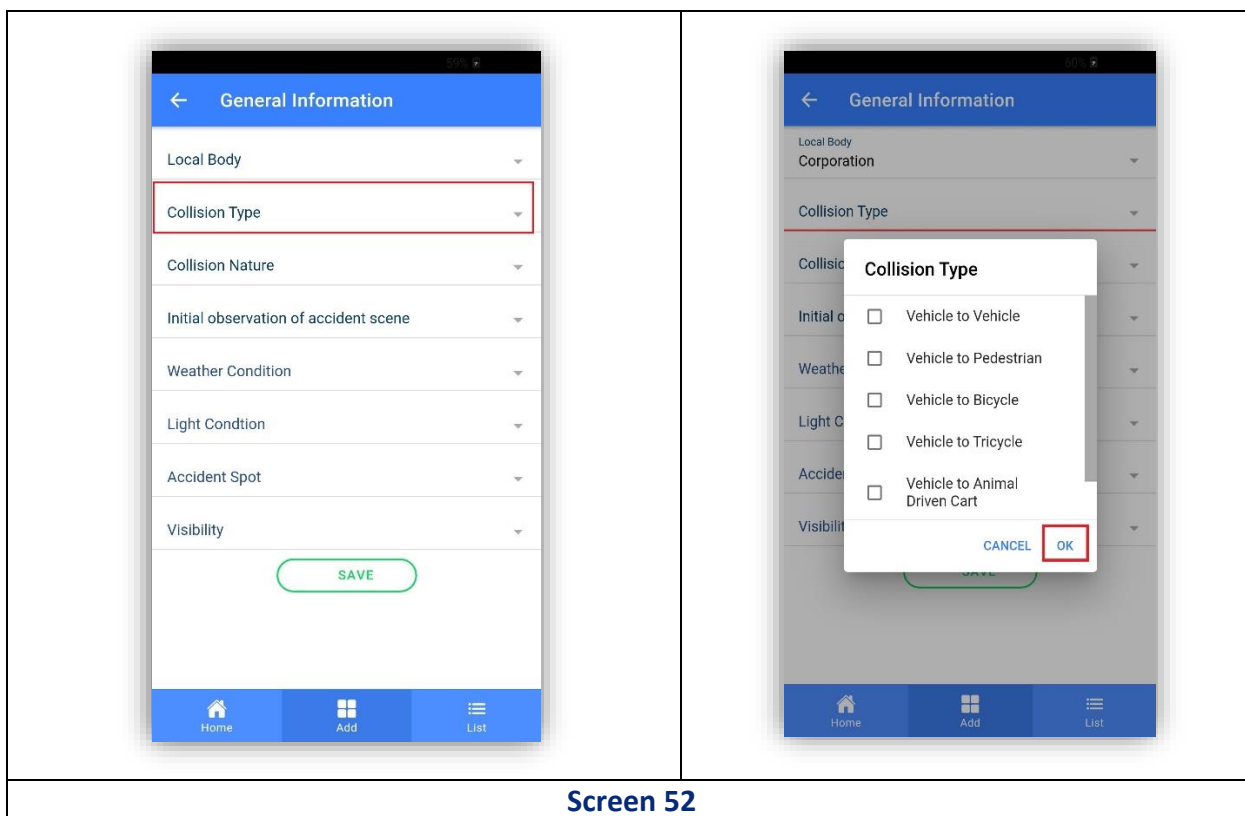 59%
General Information
Local Body
Collision Type
Collision Nature
Initial observation of accident scene
Weather Condition
Light Condtion
Accident Spot
Visibility
SAVE
Home
Add
List
60%
General Information
Local Body
Corporation
Collision Type
Collisio
Collision Type
Initial o
Vehicle to Vehicle
Weathe
Vehicle to Pedestrian
Vehicle to Bicycle
Light C
Vehicle to Tricycle
Acciden
Vehicle to Animal
Driven Cart
Visibilit
CANCEL OK
SAVE
Home
Add
List
Screen 52